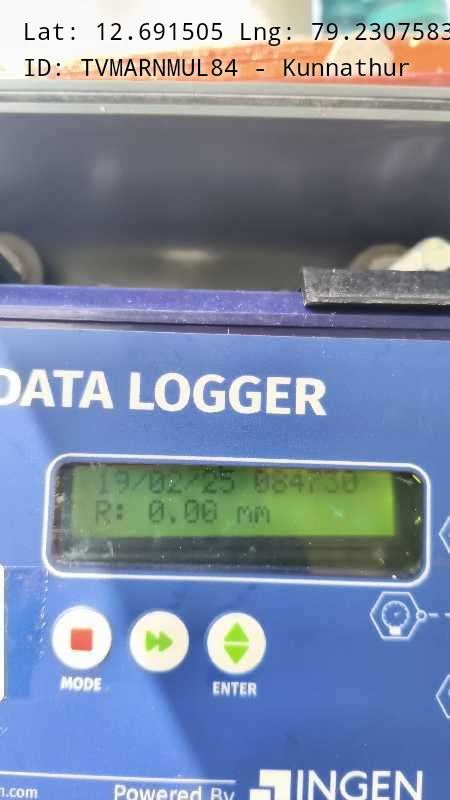 Lat: 12.691505 Lng: 79.2307583
ID: TVMARNMUL84 - Kunnathur
DATA LOGGER
19/02/25 084730
R: 0.00 mm
MODE
ENTER
Powered By
INGEN